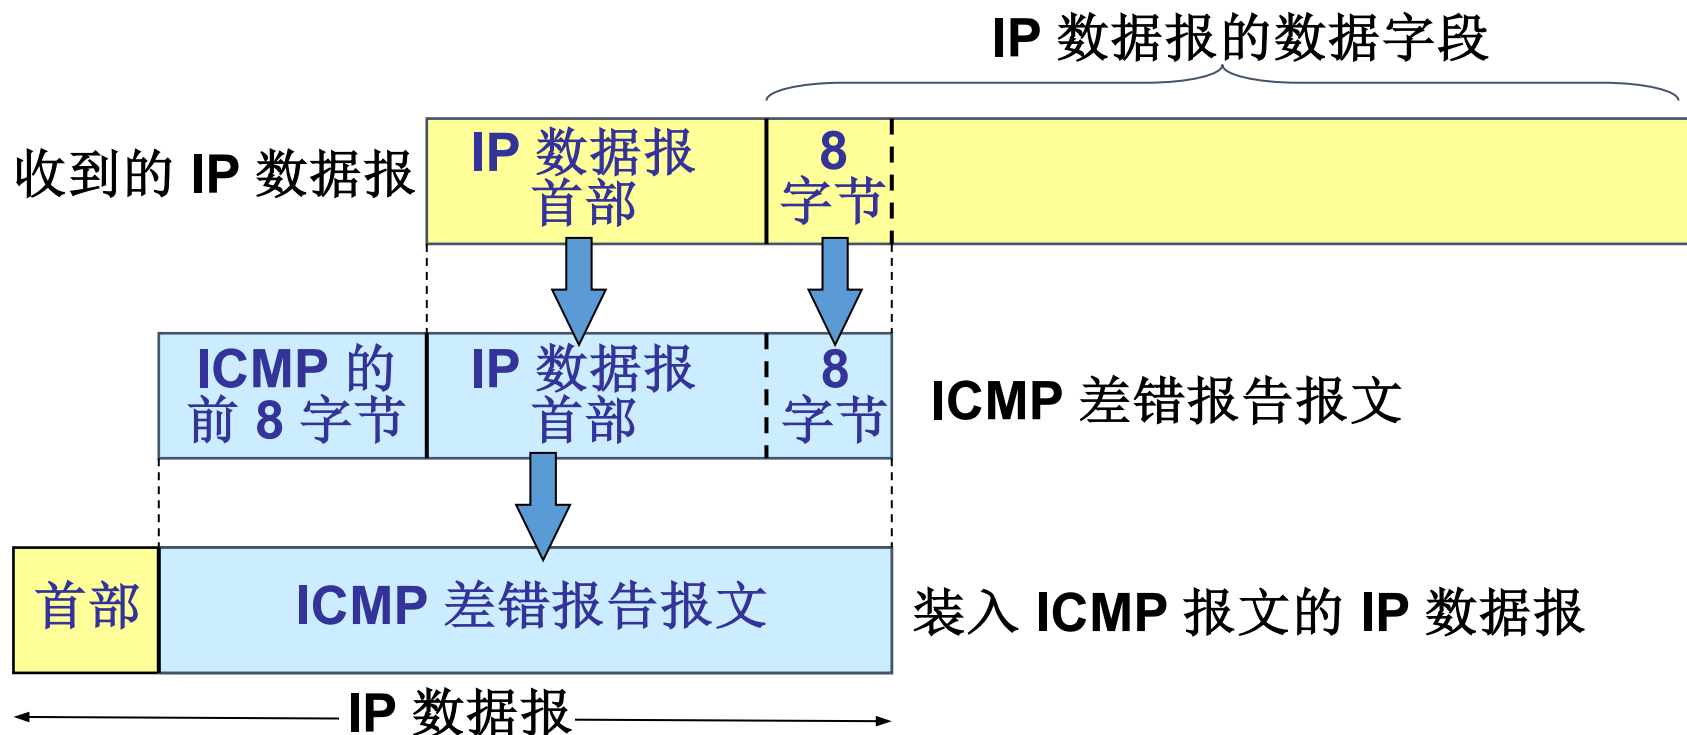 IP 数据报的数据字段
收到的 IP 数据报
IP 数据报
首部
8
字节
ICMP 的
前 8 字节
IP 数据报
首部
8
字节
ICMP 差错报告报文
首部
ICMP 差错报告报文
装入 ICMP 报文的 IP 数据报
IP 数据报